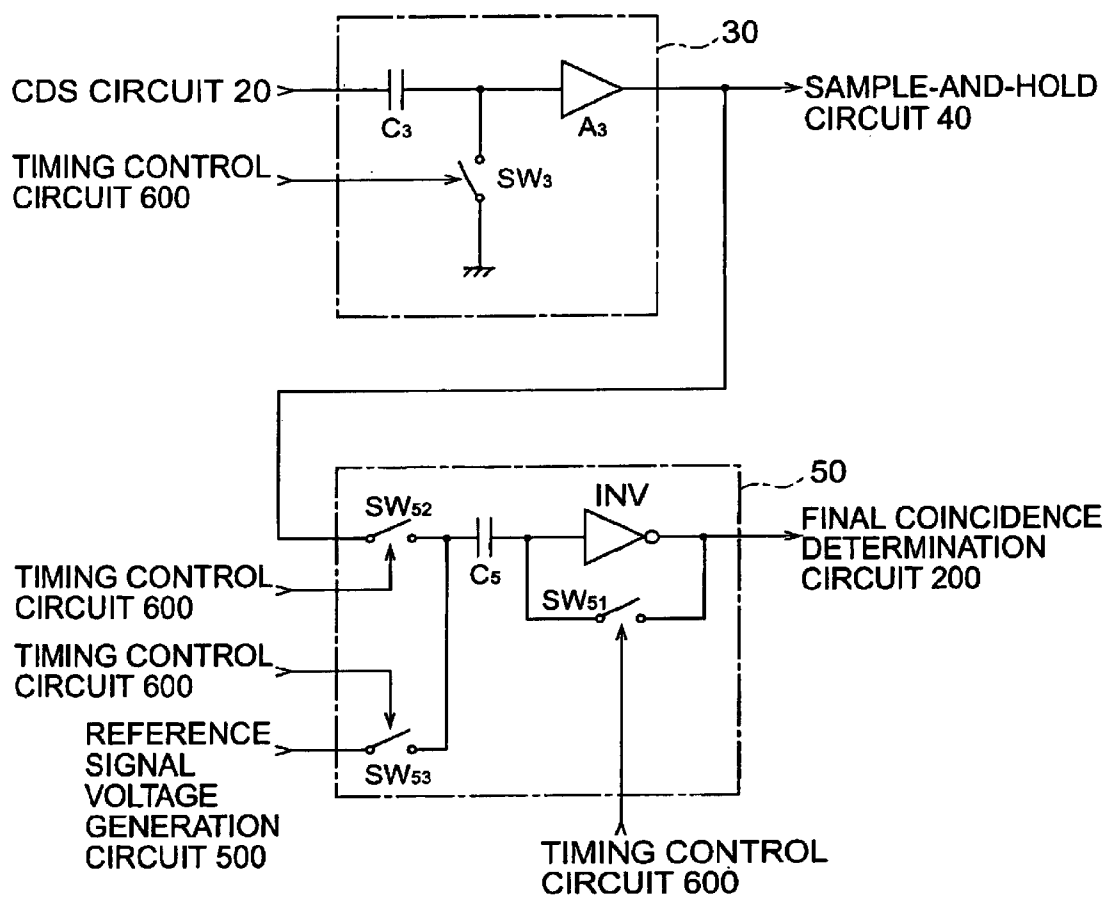 30
CDS CIRCUIT 20
C3
A3
SAMPLE-AND-HOLD
CIRCUIT 40
TIMING CONTROL
CIRCUIT 600
SW3
50
SW52
INV
C5
FINAL COINCIDENCE
DETERMINATION
CIRCUIT 200
TIMING CONTROL
CIRCUIT 600
SW51
TIMING CONTROL
CIRCUIT 600
REFERENCE
SIGNAL
VOLTAGE
GENERATION
CIRCUIT 500
SW53
TIMING CONTROL
CIRCUIT 600